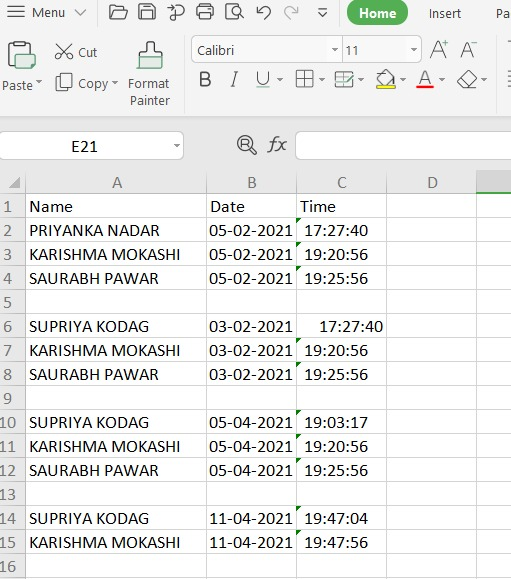 Menu Home Insert Pa
Cut Calibri 11 A A
Paste Copy Format Painter B I U A
E21 fx
A B C D
1 Name Date Time
2 PRIYANKA NADAR 05-02-2021 17:27:40
3 KARISHMA MOKASHI 05-02-2021 19:20:56
4 SAURABH PAWAR 05-02-2021 19:25:56
5
6 SUPRIYA KODAG 03-02-2021 17:27:40
7 KARISHMA MOKASHI 03-02-2021 19:20:56
8 SAURABH PAWAR 03-02-2021 19:25:56
9
10 SUPRIYA KODAG 05-04-2021 19:03:17
11 KARISHMA MOKASHI 05-04-2021 19:20:56
12 SAURABH PAWAR 05-04-2021 19:25:56
13
14 SUPRIYA KODAG 11-04-2021 19:47:04
15 KARISHMA MOKASHI 11-04-2021 19:47:56
16